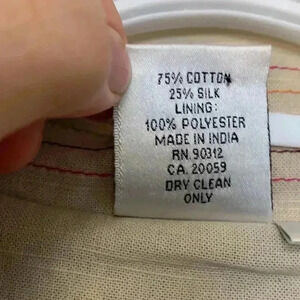 75% COTTON
25% SILK
LINING:
100% POLYESTER
MADE IN INDIA
RN. 90312
CA. 20059
DRY CLEAN
ONLY